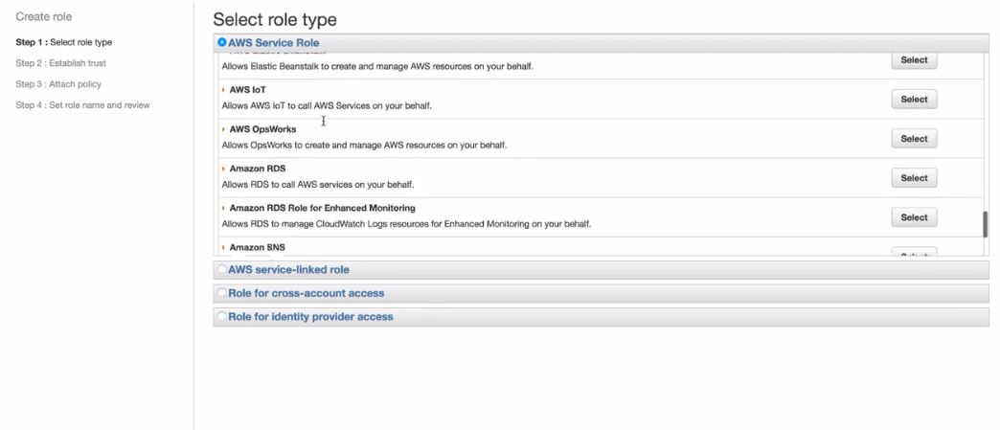 Create role
Step 1 : Select role type
Step 2 : Establish trust
Step 3 : Attach policy
Step 4 : Set role name and review
Select role type
AWS Service Role
Allows Elastic Beanstalk to create and manage AWS resources on your behalf.
Select
AWS IoT
Allows AWS IoT to call AWS Services on your behalf.
Select
AWS OpsWorks
Allows OpsWorks to create and manage AWS resources on your behalf.
Select
Amazon RDS
Allows RDS to call AWS services on your behalf.
Select
Amazon RDS Role for Enhanced Monitoring
Allows RDS to manage CloudWatch Logs resources for Enhanced Monitoring on your behalf.
Select
Amazon SNS
AWS service-linked role
Role for cross-account access
Role for identity provider access